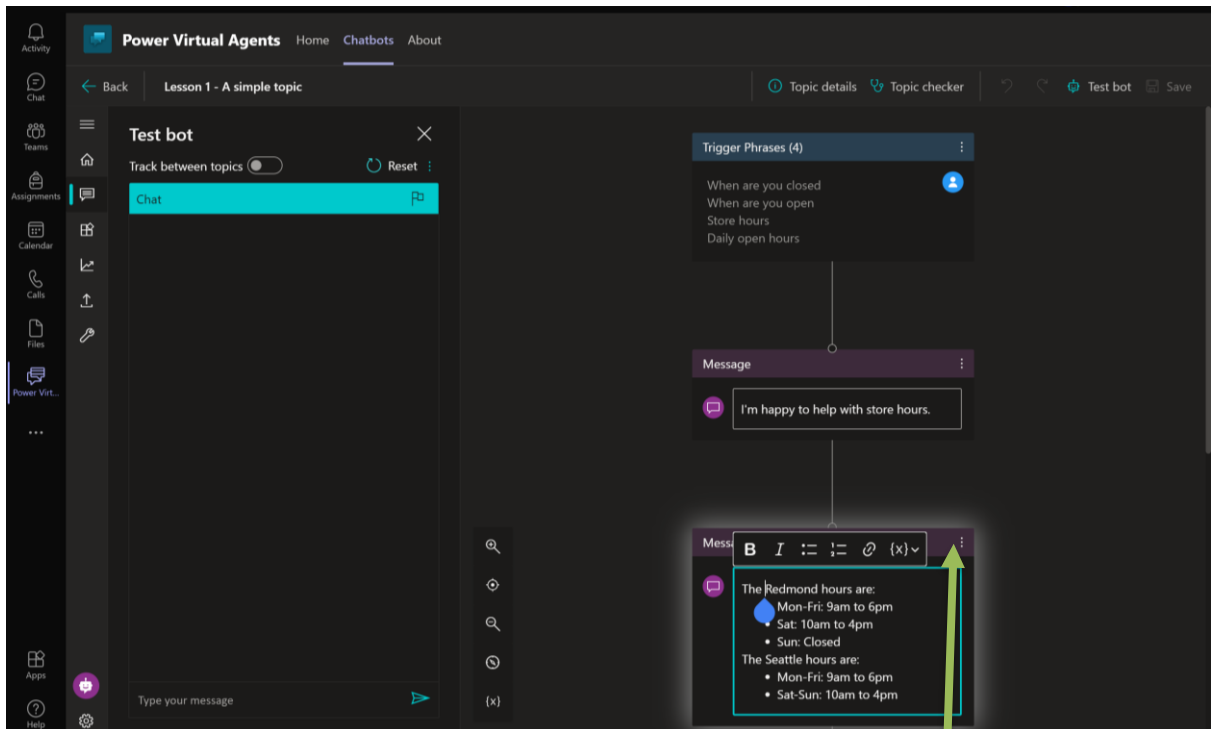 Activity
Chat
Teams
Assignments
Calendar
Calls
Files
Power Virt...
Apps
Help
Power Virtual Agents Home Chatbots About
Back Lesson 1 - A simple topic Topic details Topic checker Test bot Save
Test bot
Track between topics Reset
Chat
Type your message
Trigger Phrases (4)
When are you closed
When are you open
Store hours
Daily open hours
Message
I'm happy to help with store hours.
Messa
B I {x}
The Redmond hours are:
Mon-Fri: 9am to 6pm
• Sat: 10am to 4pm
• Sun: Closed
The Seattle hours are:
• Mon-Fri: 9am to 6pm
• Sat-Sun: 10am to 4pm
{x}